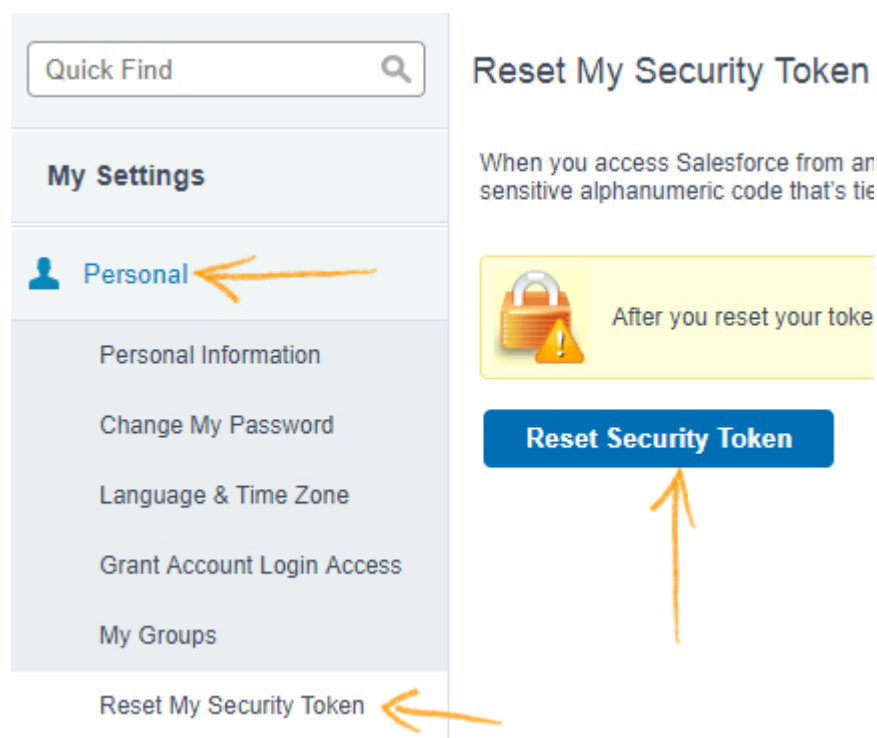 Quick Find
My Settings
Personal
Personal Information
Change My Password
Language & Time Zone
Grant Account Login Access
My Groups
Reset My Security Token
Reset My Security Token
When you access Salesforce from an
sensitive alphanumeric code that's tie
After you reset your toke
Reset Security Token